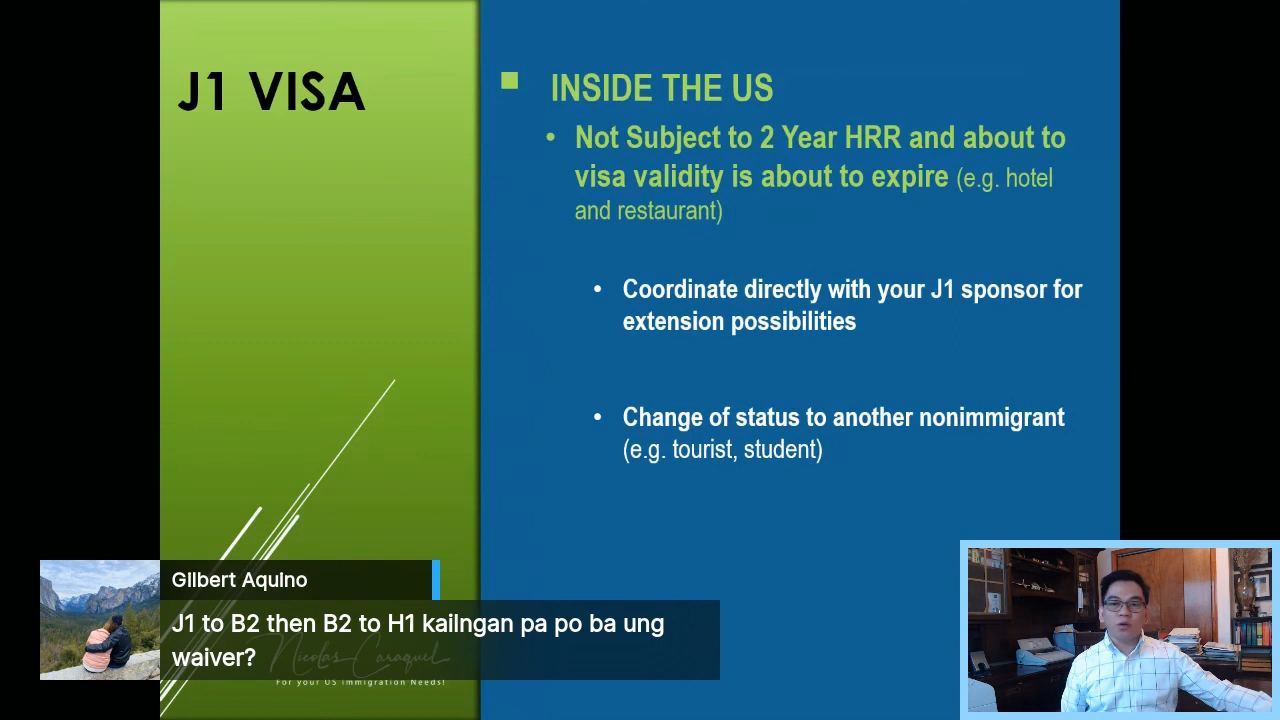 J1 VISA
INSIDE THE US
Not Subject to 2 Year HRR and about to
visa validity is about to expire (e.g. hotel
and restaurant)
Coordinate directly with your J1 sponsor for
extension possibilities
Change of status to another nonimmigrant
(e.g. tourist, student)
Gilbert Aquino
J1 to B2 then B2 to H1 kailngan pa po ba ung
waiver?
Nicolas Caraquel
For your US Immigration Needs!